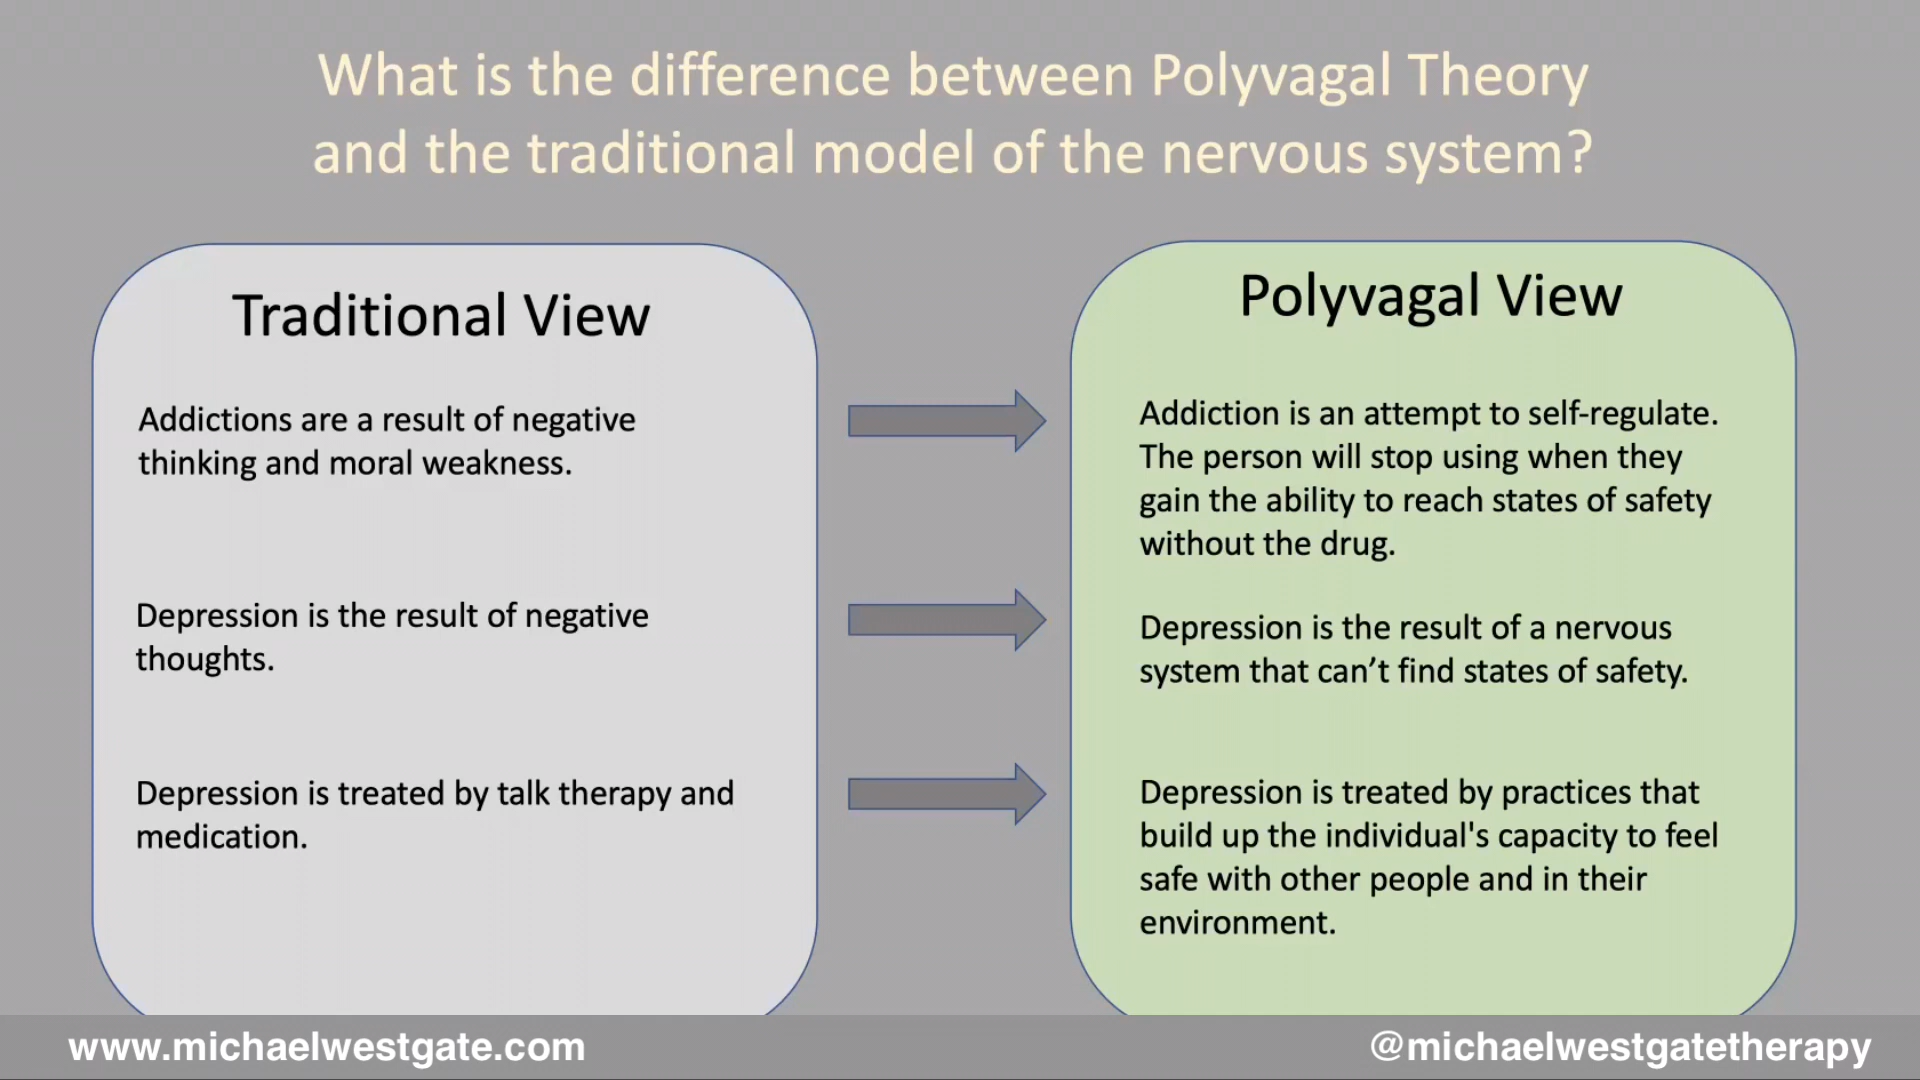 What is the difference between Polyvagal Theory
and the traditional model of the nervous system?
Traditional View
Addictions are a result of negative
thinking and moral weakness.
Depression is the result of negative
thoughts.
Depression is treated by talk therapy and
medication.
Polyvagal View
Addiction is an attempt to self-regulate.
The person will stop using when they
gain the ability to reach states of safety
without the drug.
Depression is the result of a nervous
system that can’t find states of safety.
Depression is treated by practices that
build up the individual's capacity to feel
safe with other people and in their
environment.
www.michaelwestgate.com
@michaelwestgatetherapy